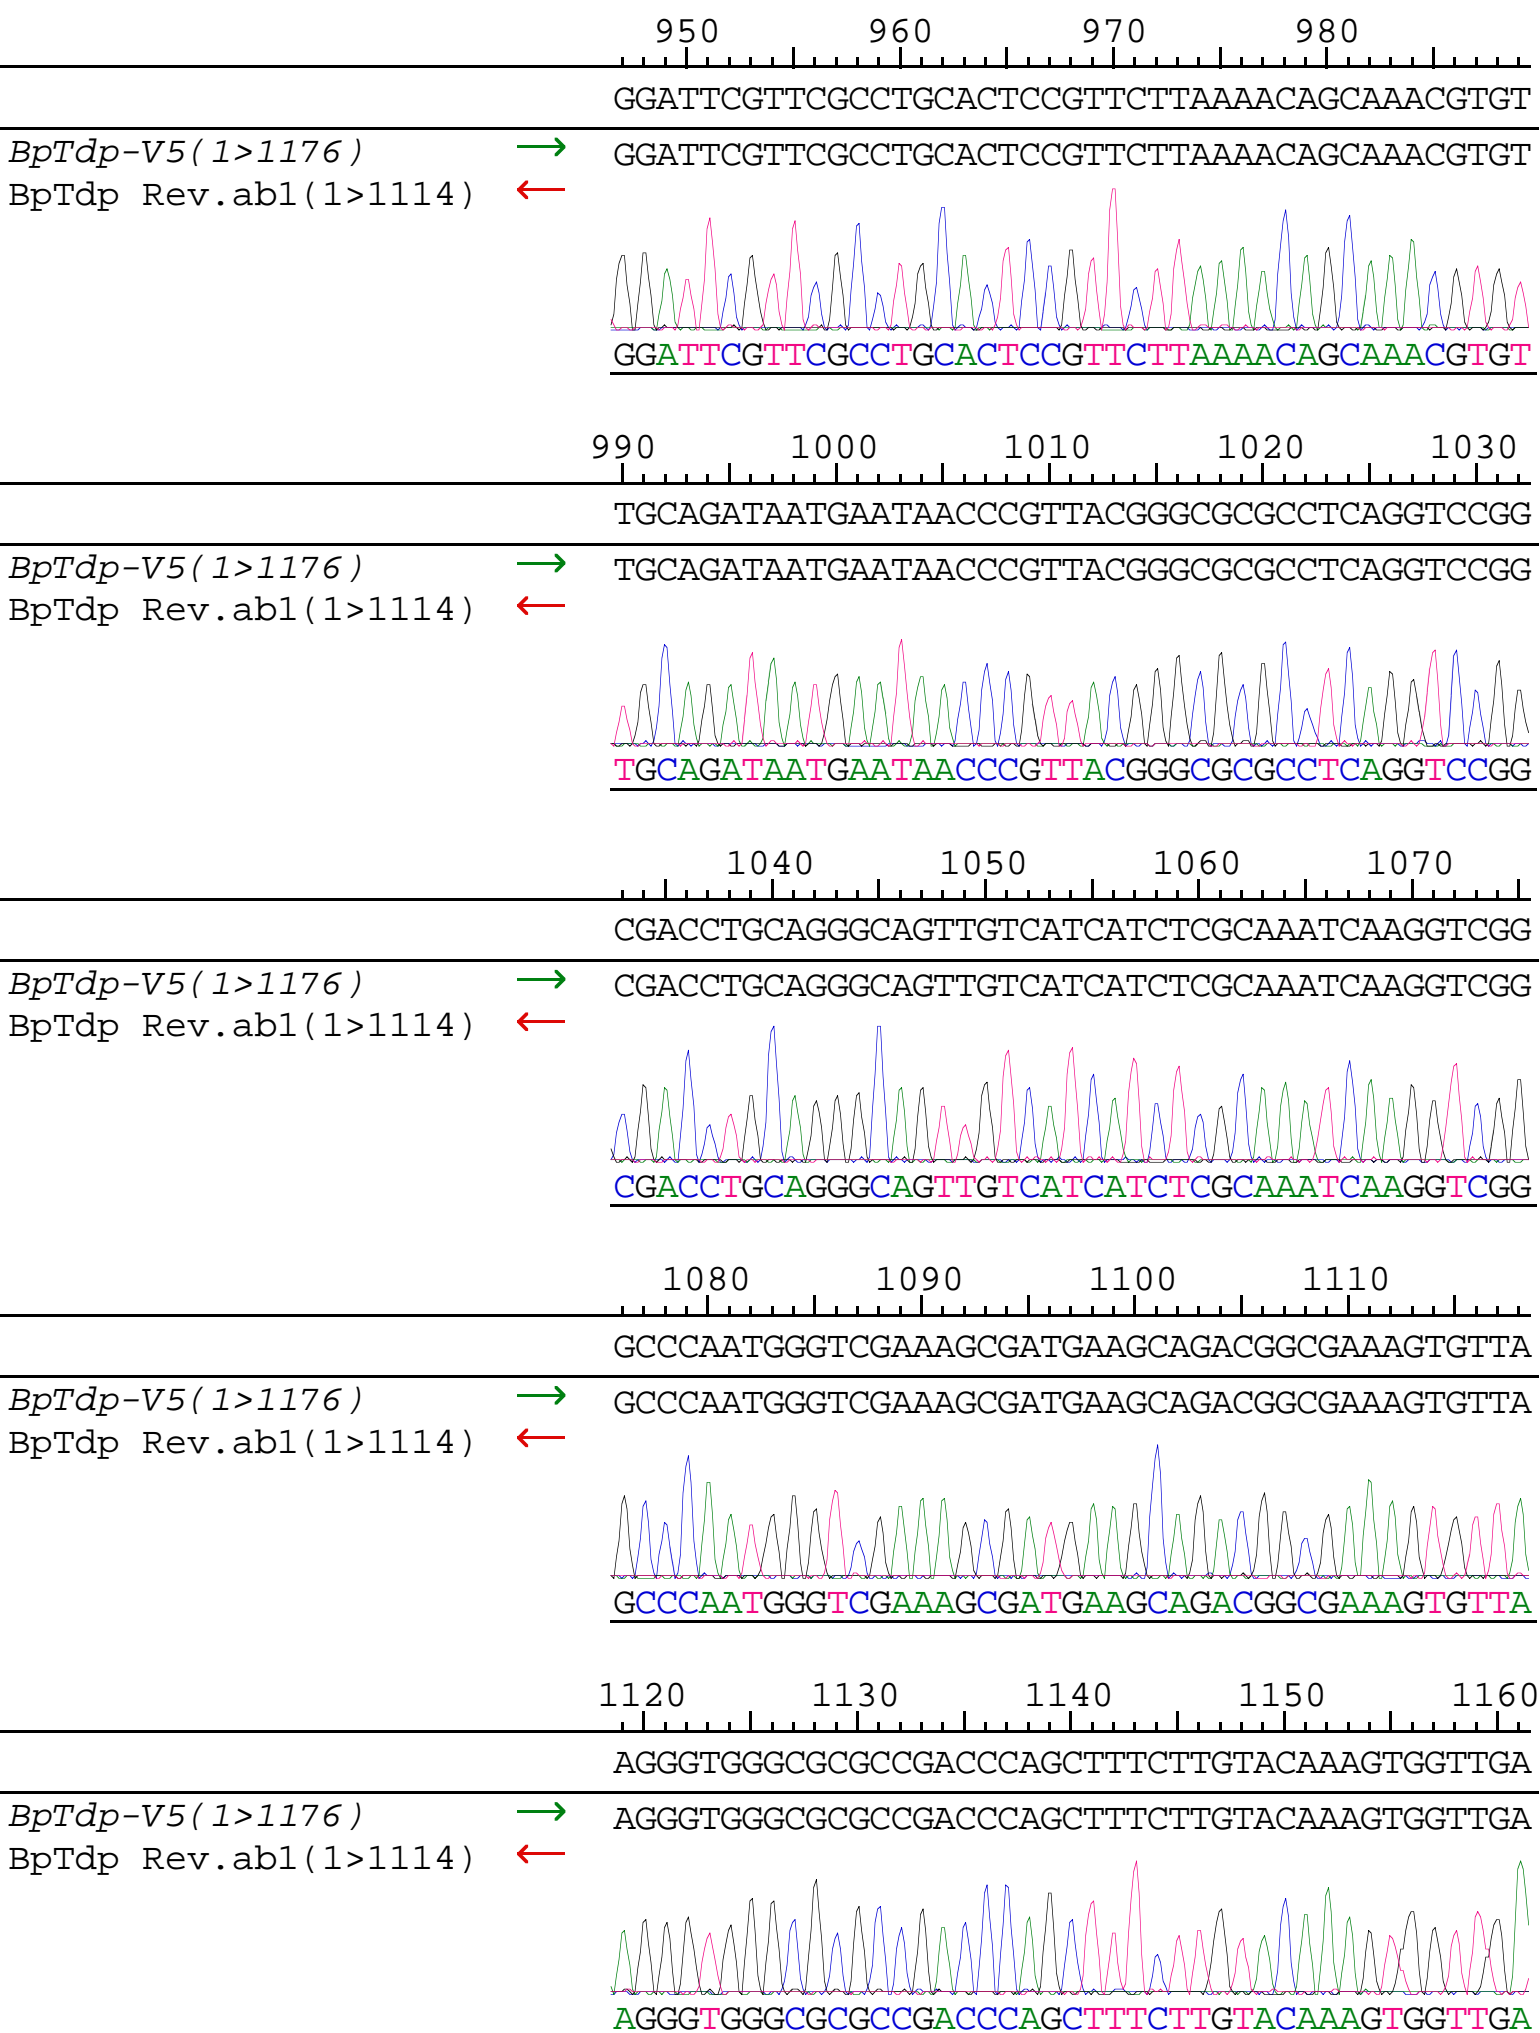 950 960 970 980
GGATTCGTTCGCCTGCACTCCGTTCTTAAAACAGCAAACGTGT
BpTdp-V5(1>1176) → GGATTCGTTCGCCTGCACTCCGTTCTTAAAACAGCAAACGTGT
BpTdp Rev.ab1(1>1114) ←
GGATTCGTTCGCCTGCACTCCGTTCTTAAAACAGCAAACGTGT
990 1000 1010 1020 1030
TGCAGATAATGAATAACCCGTTACGGGCGCGCCTCAGGTCCGG
BpTdp-V5(1>1176) → TGCAGATAATGAATAACCCGTTACGGGCGCGCCTCAGGTCCGG
BpTdp Rev.ab1(1>1114) ←
TGCAGATAATGAATAACCCGTTACGGGCGCGCCTCAGGTCCGG
1040 1050 1060 1070
CGACCTGCAGGGCAGTTGTCATCATCTCGCAAATCAAGGTCGG
BpTdp-V5(1>1176) → CGACCTGCAGGGCAGTTGTCATCATCTCGCAAATCAAGGTCGG
BpTdp Rev.ab1(1>1114) ←
CGACCTGCAGGGCAGTTGTCATCATCTCGCAAATCAAGGTCGG
1080 1090 1100 1110
GCCCAATGGGTCGAAAGCGATGAAGCAGACGGCGAAAGTGTTA
BpTdp-V5(1>1176) → GCCCAATGGGTCGAAAGCGATGAAGCAGACGGCGAAAGTGTTA
BpTdp Rev.ab1(1>1114) ←
GCCCAATGGGTCGAAAGCGATGAAGCAGACGGCGAAAGTGTTA
1120 1130 1140 1150 1160
AGGGTGGGCGCGCCGACCCAGCTTTCTTGTACAAAGTGGTTGA
BpTdp-V5(1>1176) → AGGGTGGGCGCGCCGACCCAGCTTTCTTGTACAAAGTGGTTGA
BpTdp Rev.ab1(1>1114) ←
AGGGTGGGCGCGCCGACCCAGCTTTCTTGTACAAAGTGGTTGA